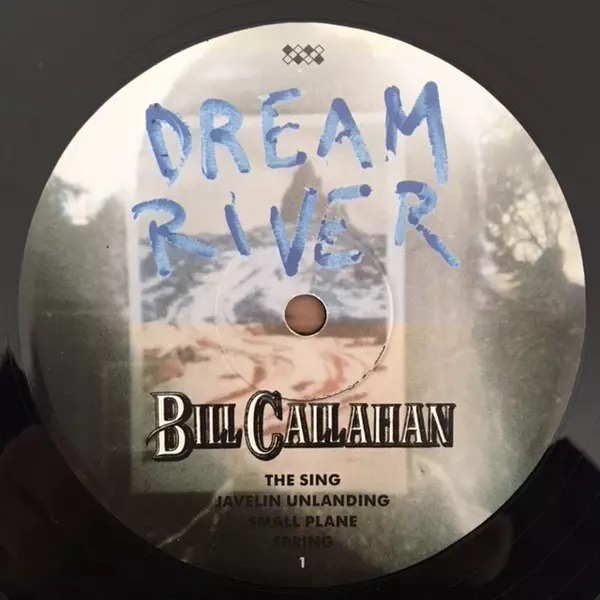 DREAM
RIVER
BILL CALLAHAN
THE SING
JAVELIN UNLANDING
SMALL PLANE
SPRING
1